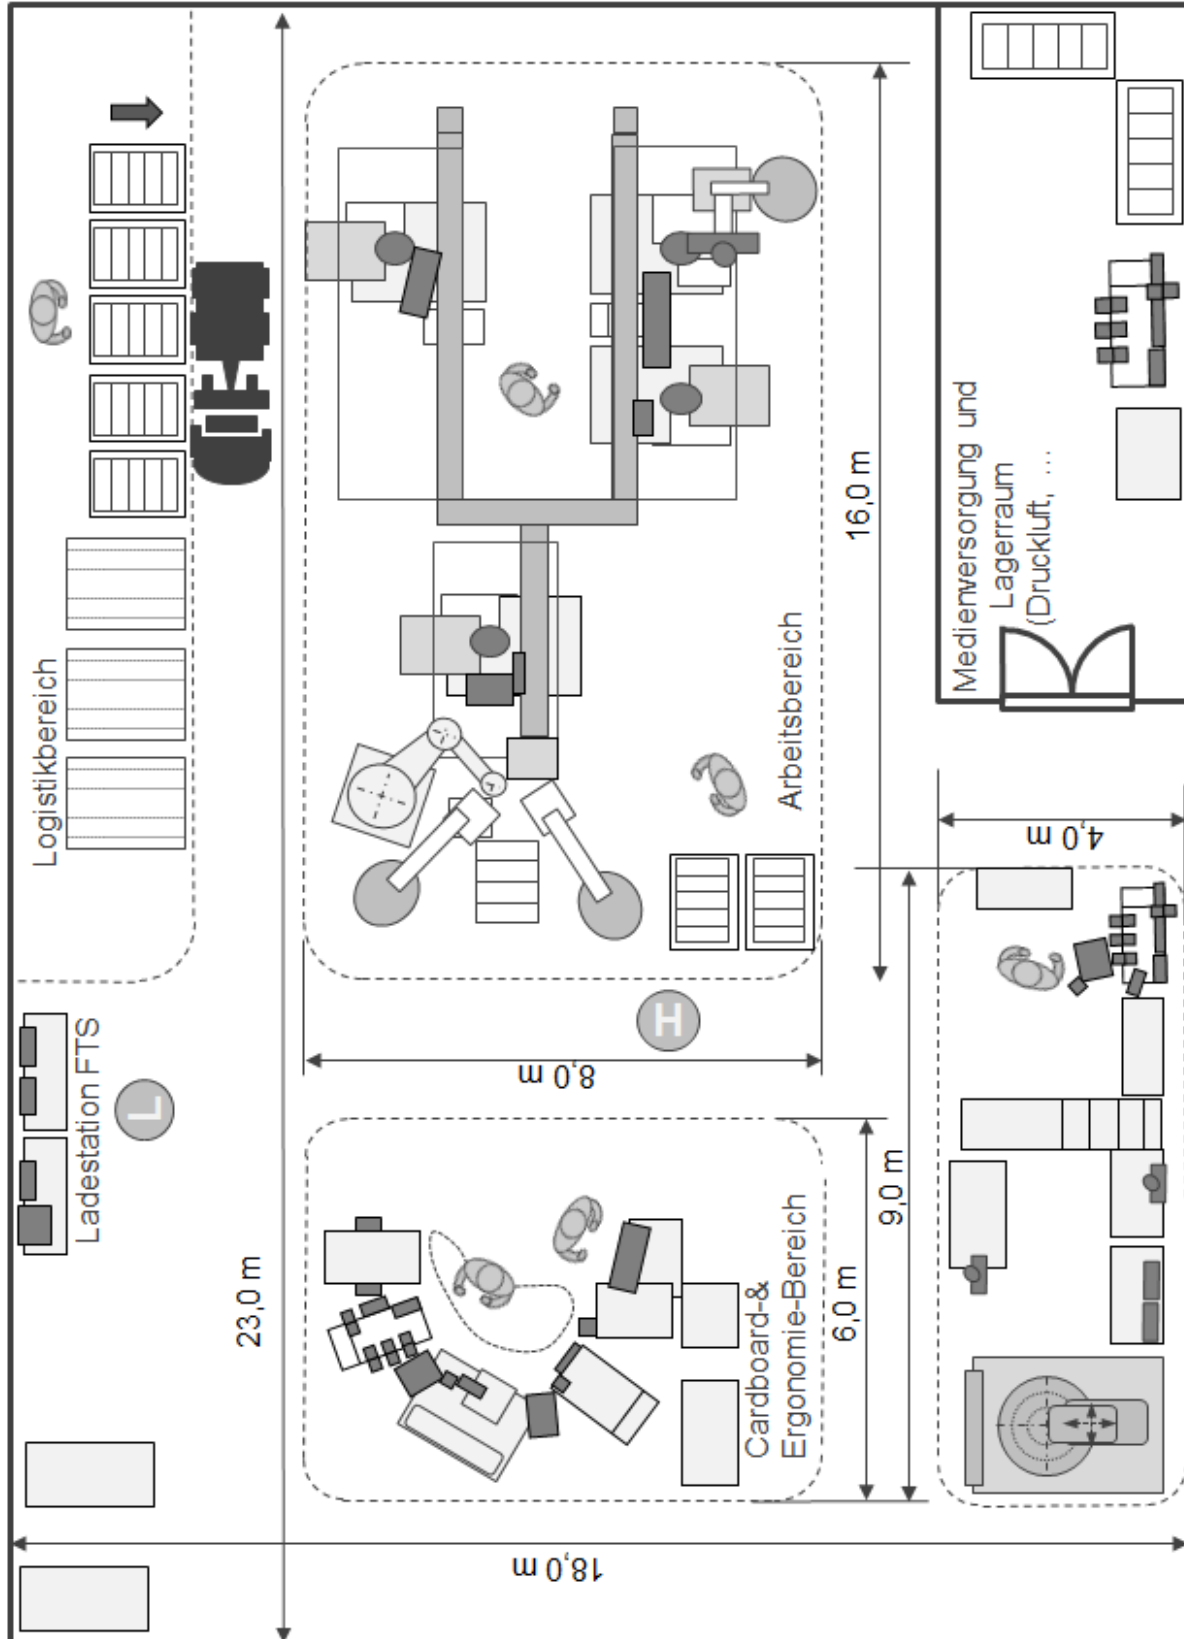 Logistikbereich
Ladestation FTS
L
23,0 m
Arbeitsbereich
16,0 m
8,0 m
H
Medienversorgung und
Lagerraum
(Druckluft, ...
4,0 m
Cardboard-&
Ergonomie-Bereich
6,0 m
9,0 m
18,0 m